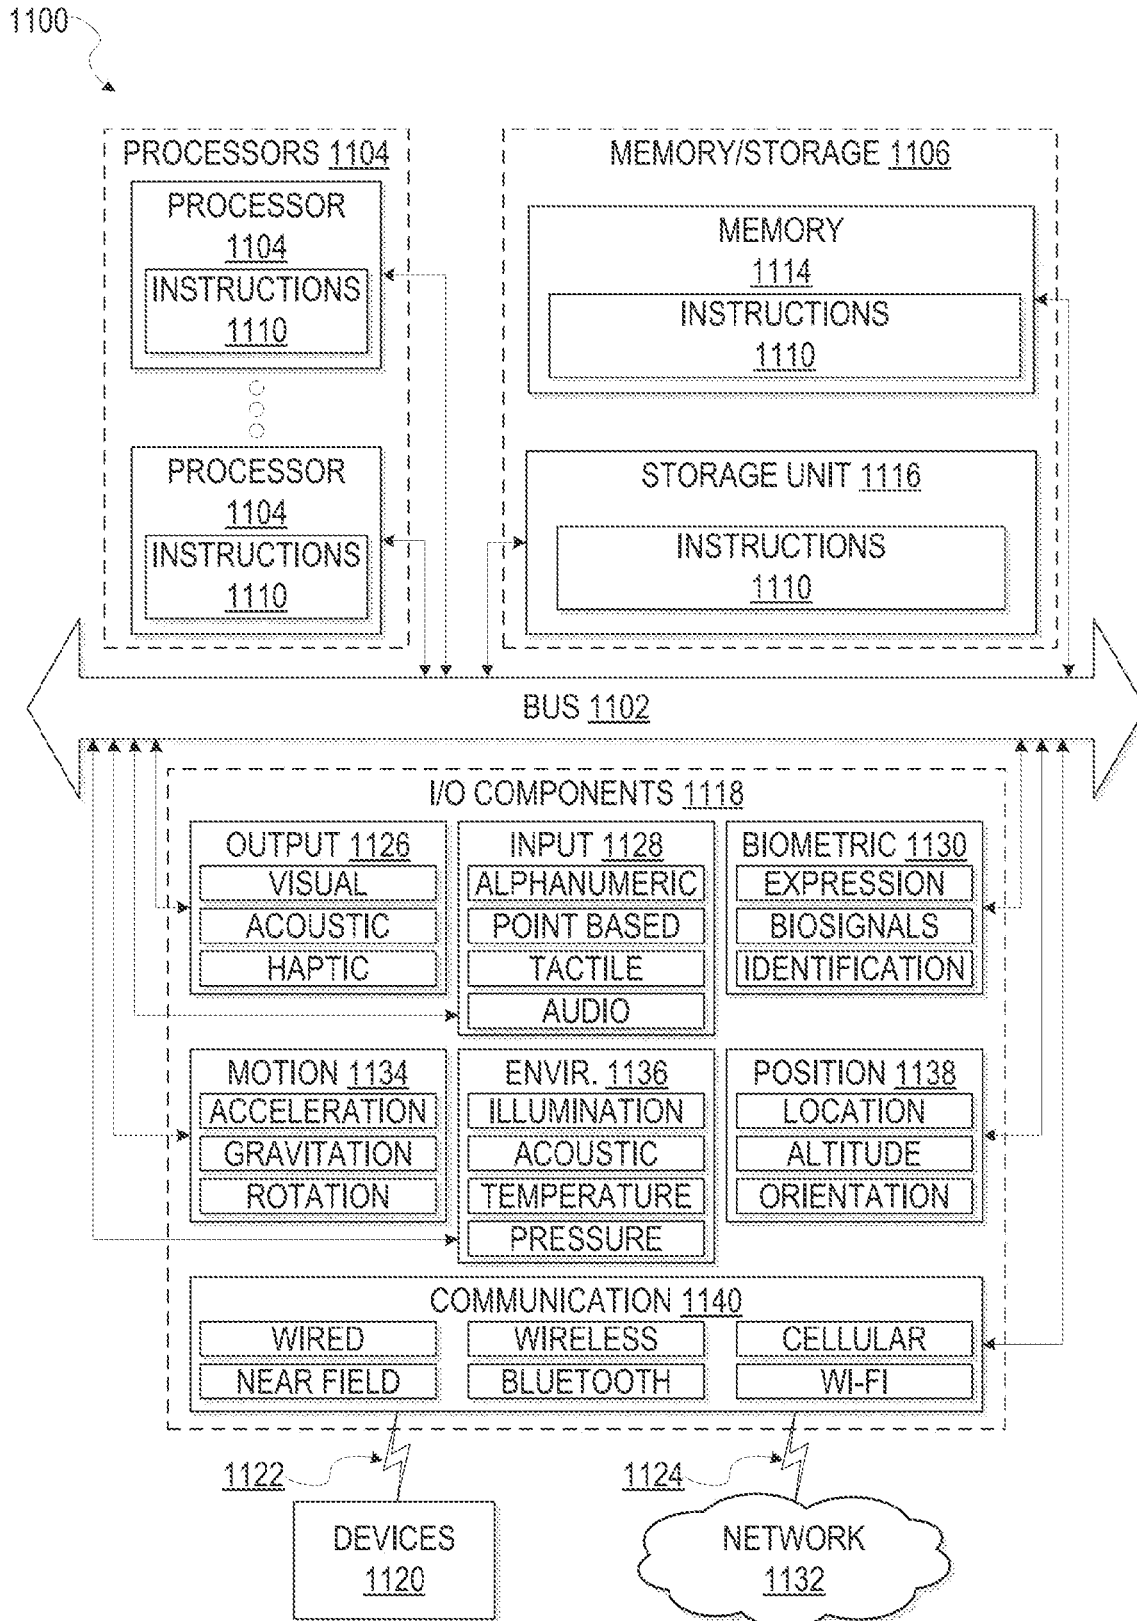 1100
PROCESSORS 1104
PROCESSOR
1104
INSTRUCTIONS
1110
PROCESSOR
1104
INSTRUCTIONS
1110
MEMORY/STORAGE 1106
MEMORY
1114
INSTRUCTIONS
1110
STORAGE UNIT 1116
INSTRUCTIONS
1110
BUS 1102
I/O COMPONENTS 1118
OUTPUT 1126
VISUAL
ACOUSTIC
HAPTIC
INPUT 1128
ALPHANUMERIC
POINT BASED
TACTILE
AUDIO
BIOMETRIC 1130
EXPRESSION
BIOSIGNALS
IDENTIFICATION
MOTION 1134
ACCELERATION
GRAVITATION
ROTATION
ENVIR. 1136
ILLUMINATION
ACOUSTIC
TEMPERATURE
PRESSURE
POSITION 1138
LOCATION
ALTITUDE
ORIENTATION
COMMUNICATION 1140
WIRED
WIRELESS
CELLULAR
NEAR FIELD
BLUETOOTH
WI-FI
1122
1124
DEVICES
1120
NETWORK
1132